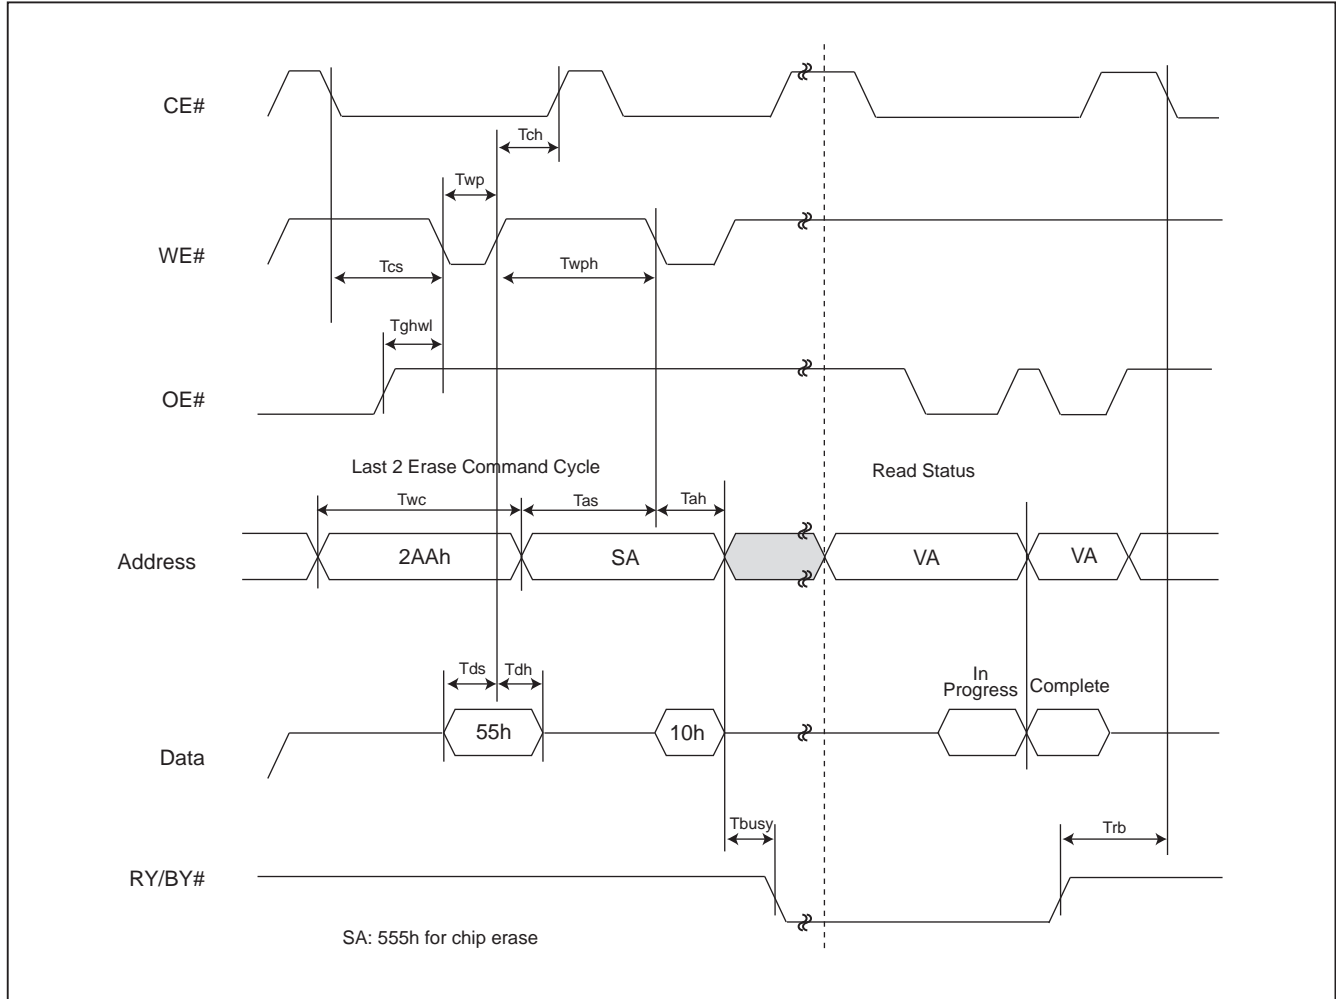 CE#
Tch
Twp
WE#
Tcs
Twph
Tghwl
OE#
Last 2 Erase Command Cycle
Read Status
Twc
Tas
Tah
Address
2AAh
SA
VA
VA
Tds
Tdh
In
Progress
Complete
Data
55h
10h
Tbusy
Trb
RY/BY#
SA: 555h for chip erase